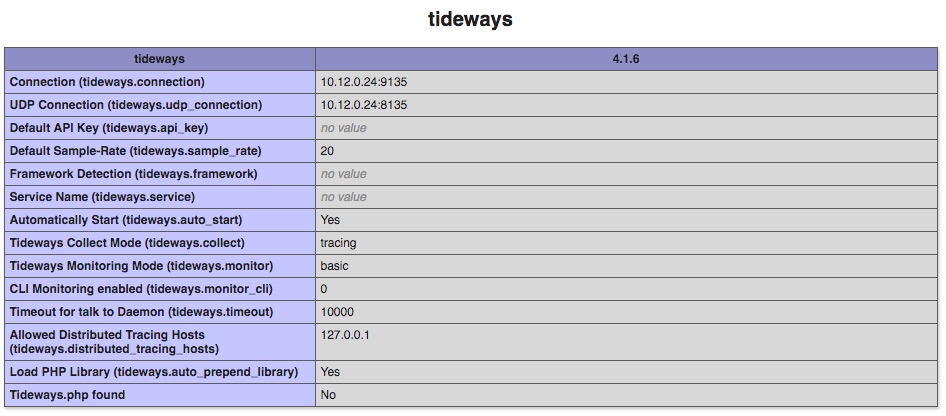 tideways
tideways 4.1.6
Connection (tideways.connection) 10.12.0.24:9135
UDP Connection (tideways.udp_connection) 10.12.0.24:8135
Default API Key (tideways.api_key) no value
Default Sample-Rate (tideways.sample_rate) 20
Framework Detection (tideways.framework) no value
Service Name (tideways.service) no value
Automatically Start (tideways.auto_start) Yes
Tideways Collect Mode (tideways.collect) tracing
Tideways Monitoring Mode (tideways.monitor) basic
CLI Monitoring enabled (tideways.monitor_cli) 0
Timeout for talk to Daemon (tideways.timeout) 10000
Allowed Distributed Tracing Hosts 127.0.0.1
(tideways.distributed_tracing_hosts)
Load PHP Library (tideways.auto_prepend_library) Yes
Tideways.php found No